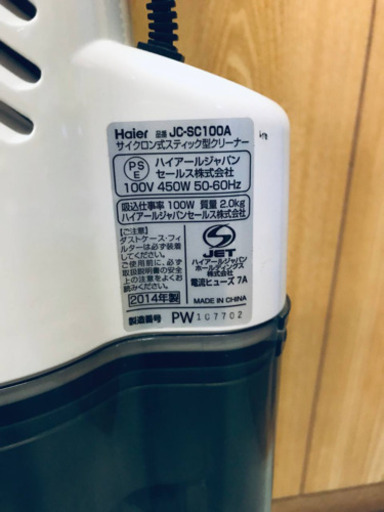 Haier 品番 JC-SC100A
サイクロン式スティック型クリーナー
PS
E
ハイアールジャパン
セールス株式会社
100V 450W 50-60Hz
吸込仕事率 100W 質量 2.0kg
ハイアールジャパンセールス株式会社
【ご注意】
ダストケース・フィ
ルターは必ず装着
してください。
ご使用前に、必ず
取扱説明書の安全
上のご注意をよくお
読みください。
2014年製
JET
ハイアールジャパン
ホールディングス
株式会社
電流ヒューズ 7A
MADE IN CHINA
製造番号 PW107702